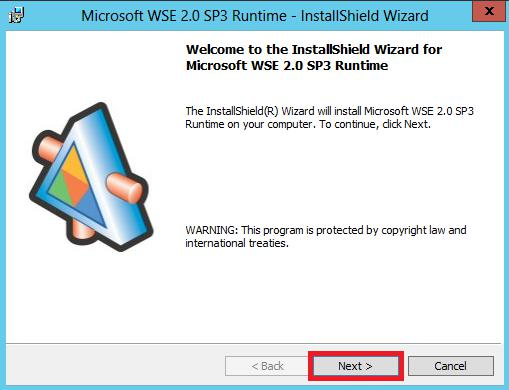 Microsoft WSE 2.0 SP3 Runtime - InstallShield Wizard
x
Welcome to the InstallShield Wizard for
Microsoft WSE 2.0 SP3 Runtime
The InstallShield(R) Wizard will install Microsoft WSE 2.0 SP3
Runtime on your computer. To continue, click Next.
WARNING: This program is protected by copyright law and
international treaties.
< Back
Next >
Cancel